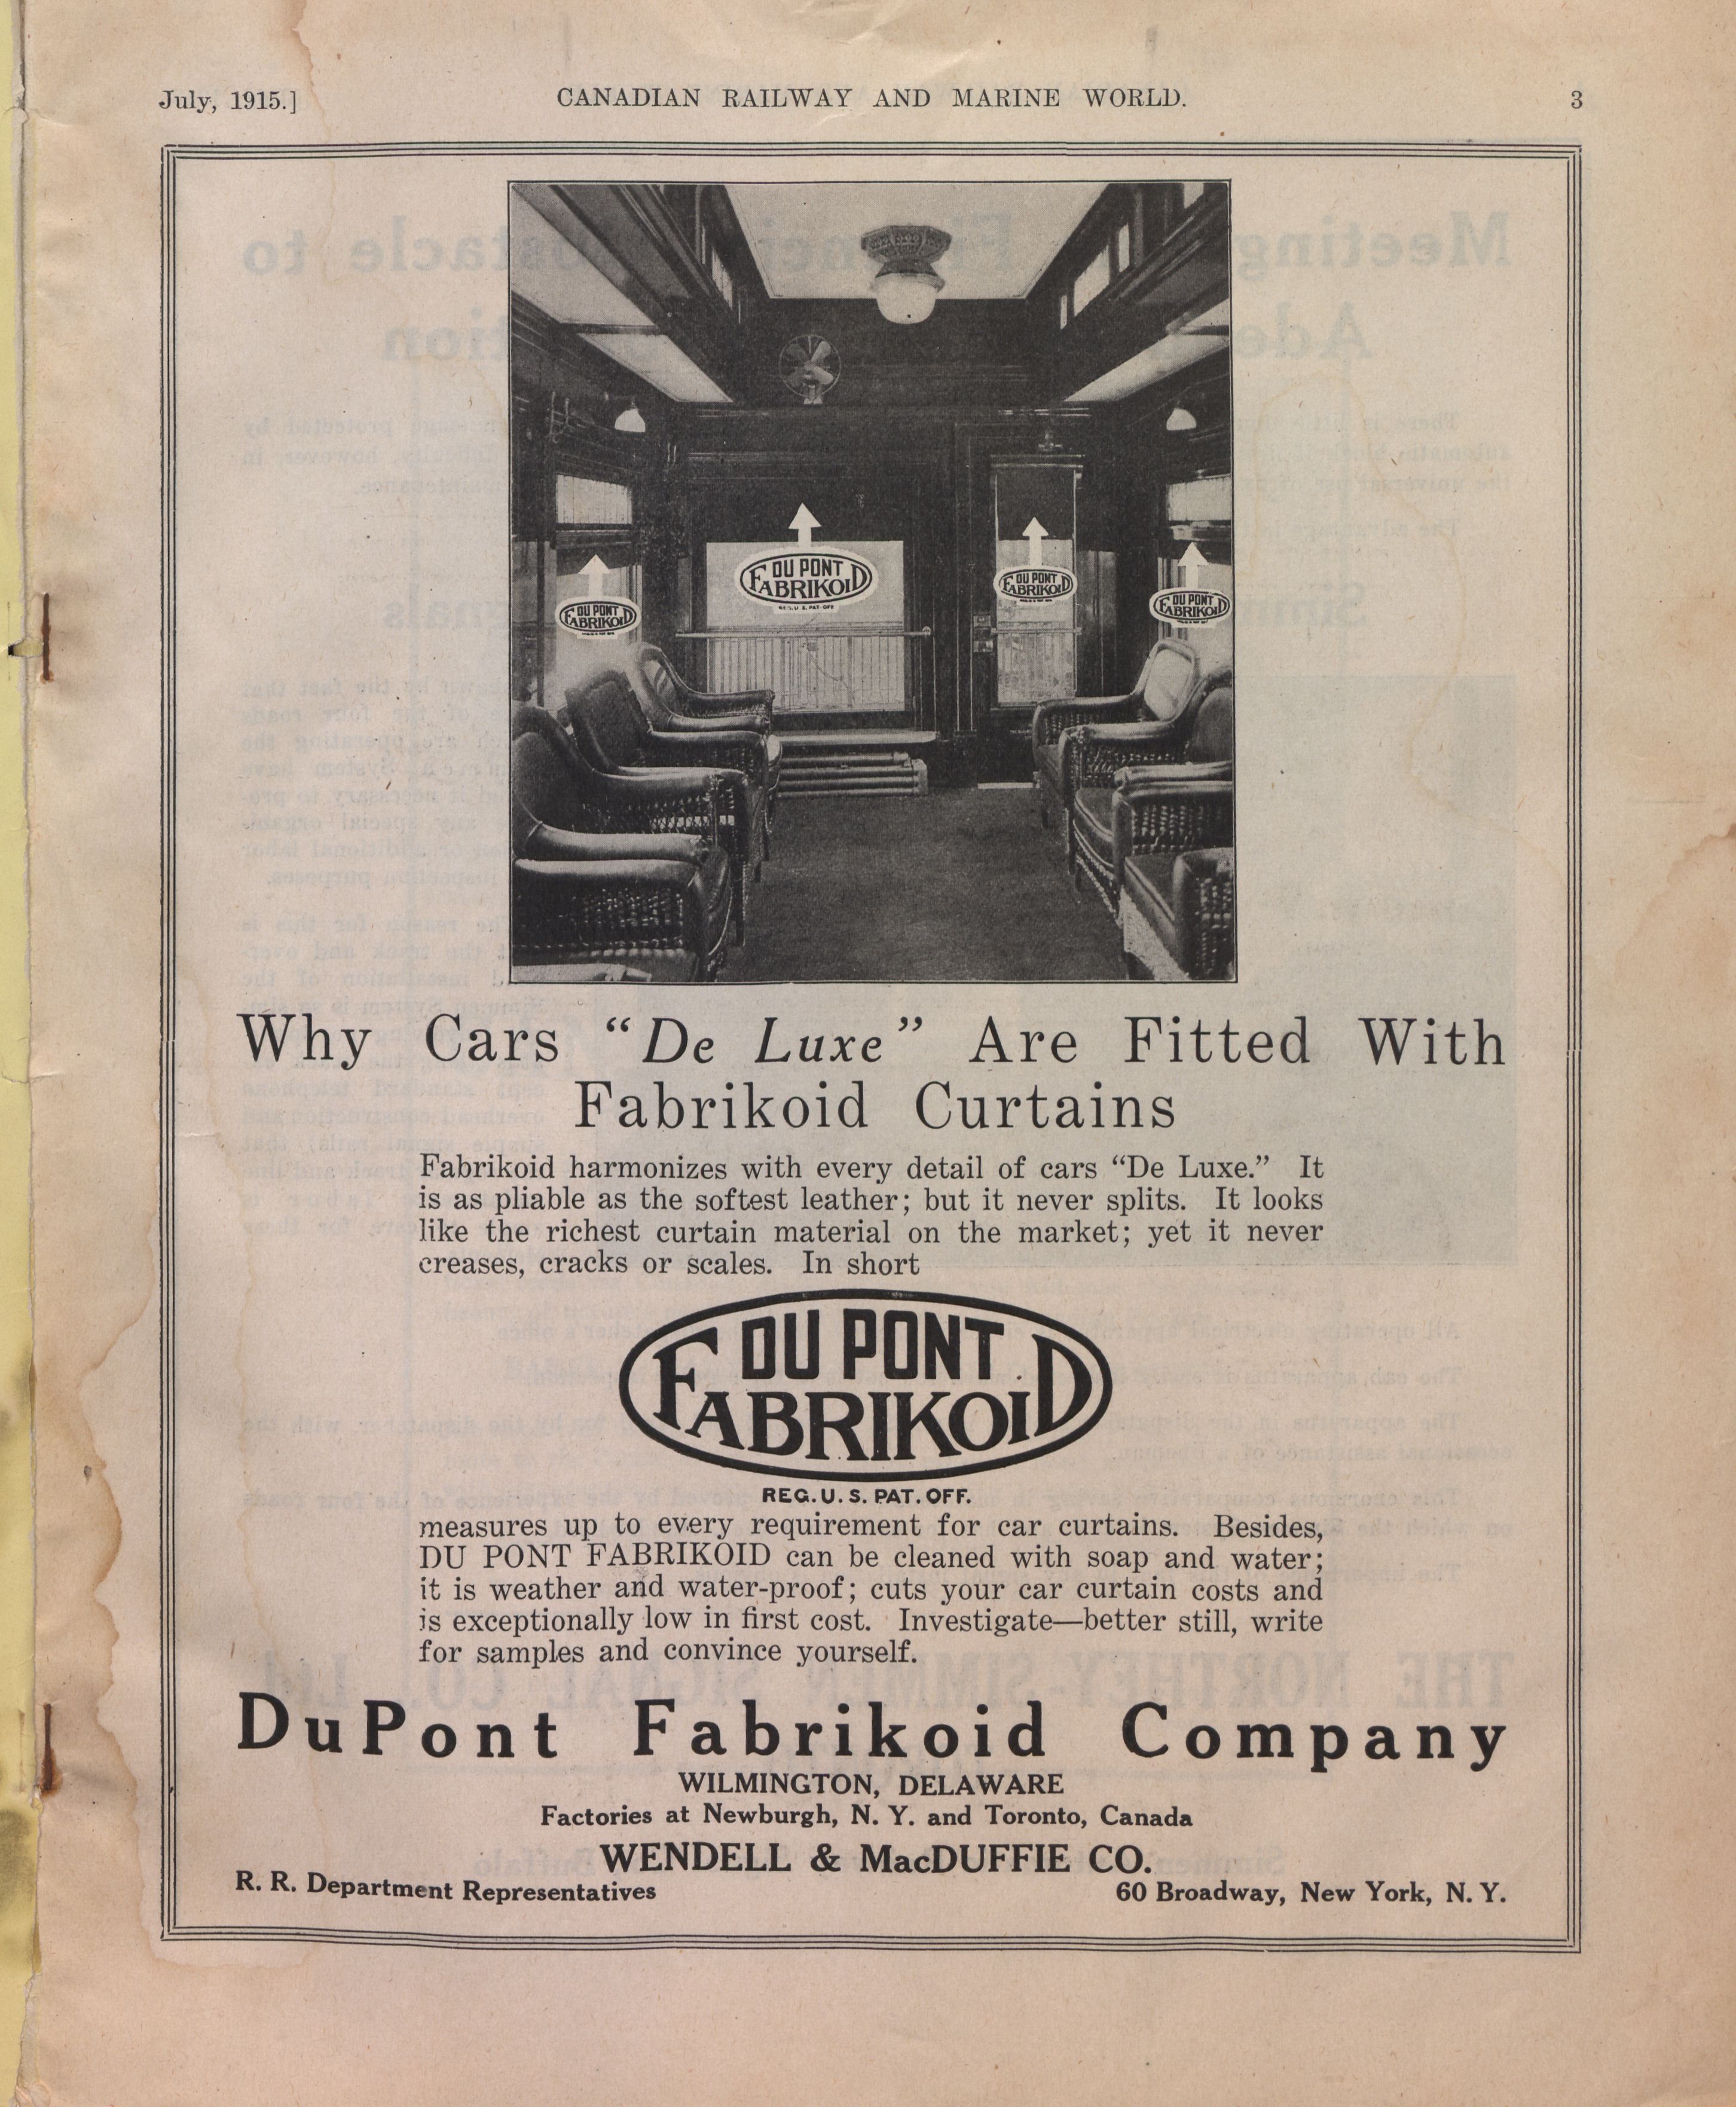 July, 1915.]
CANADIAN RAILWAY AND MARINE WORLD.
3
DU PONT
FABRIKOID
REG. U. S. PAT. OFF
DU PONT
FABRIKOID
DU PONT
FABRIKOID
DU PONT
FABRIKOID
Why Cars “De Luxe” Are Fitted With
Fabrikoid Curtains
Fabrikoid harmonizes with every detail of cars “De Luxe.” It
is as pliable as the softest leather; but it never splits. It looks
like the richest curtain material on the market; yet it never
creases, cracks or scales. In short
DU PONT
FABRIKOID
REG. U. S. PAT. OFF.
measures up to every requirement for car curtains. Besides,
DU PONT FABRIKOID can be cleaned with soap and water;
it is weather and water-proof; cuts your car curtain costs and
is exceptionally low in first cost. Investigate—better still, write
for samples and convince yourself.
DuPont Fabrikoid Company
WILMINGTON, DELAWARE
Factories at Newburgh, N. Y. and Toronto, Canada
WENDELL & MacDUFFIE CO.
R. R. Department Representatives
60 Broadway, New York, N. Y.